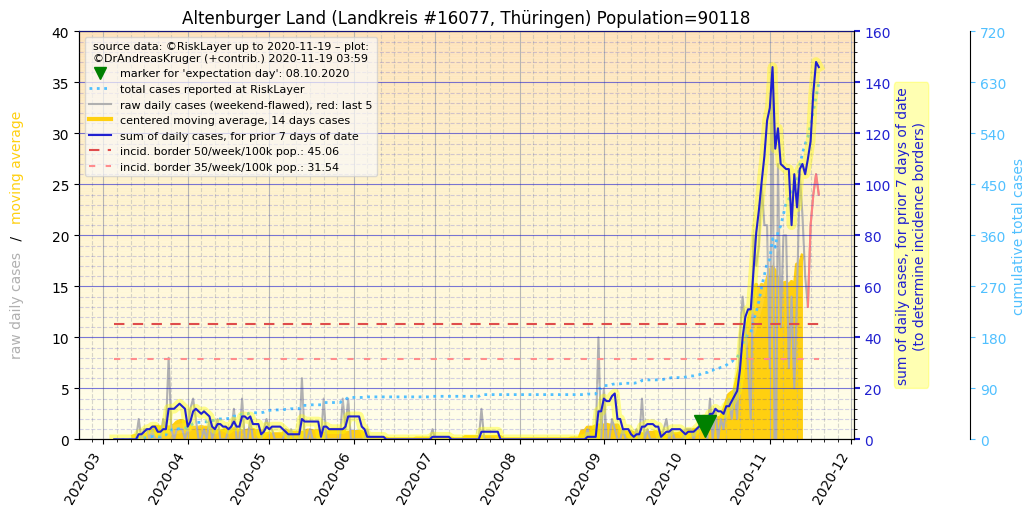 Altenburger Land (Landkreis #16077, Thüringen) Population=90118
source data: ©RiskLayer up to 2020-11-19 – plot:
©DrAndreasKruger (+contrib.) 2020-11-19 03:59
marker for 'expectation day': 08.10.2020
total cases reported at RiskLayer
raw daily cases (weekend-flawed), red: last 5
centered moving average, 14 days cases
sum of daily cases, for prior 7 days of date
incid. border 50/week/100k pop.: 45.06
incid. border 35/week/100k pop.: 31.54
raw daily cases / moving average
40
35
30
25
20
15
10
5
0
2020-03
2020-04
2020-05
2020-06
2020-07
2020-08
2020-09
2020-10
2020-11
2020-12
160
140
120
100
80
60
40
20
0
sum of daily cases, for prior 7 days of date
(to determine incidence borders)
720
630
540
450
360
270
180
90
0
cumulative total cases